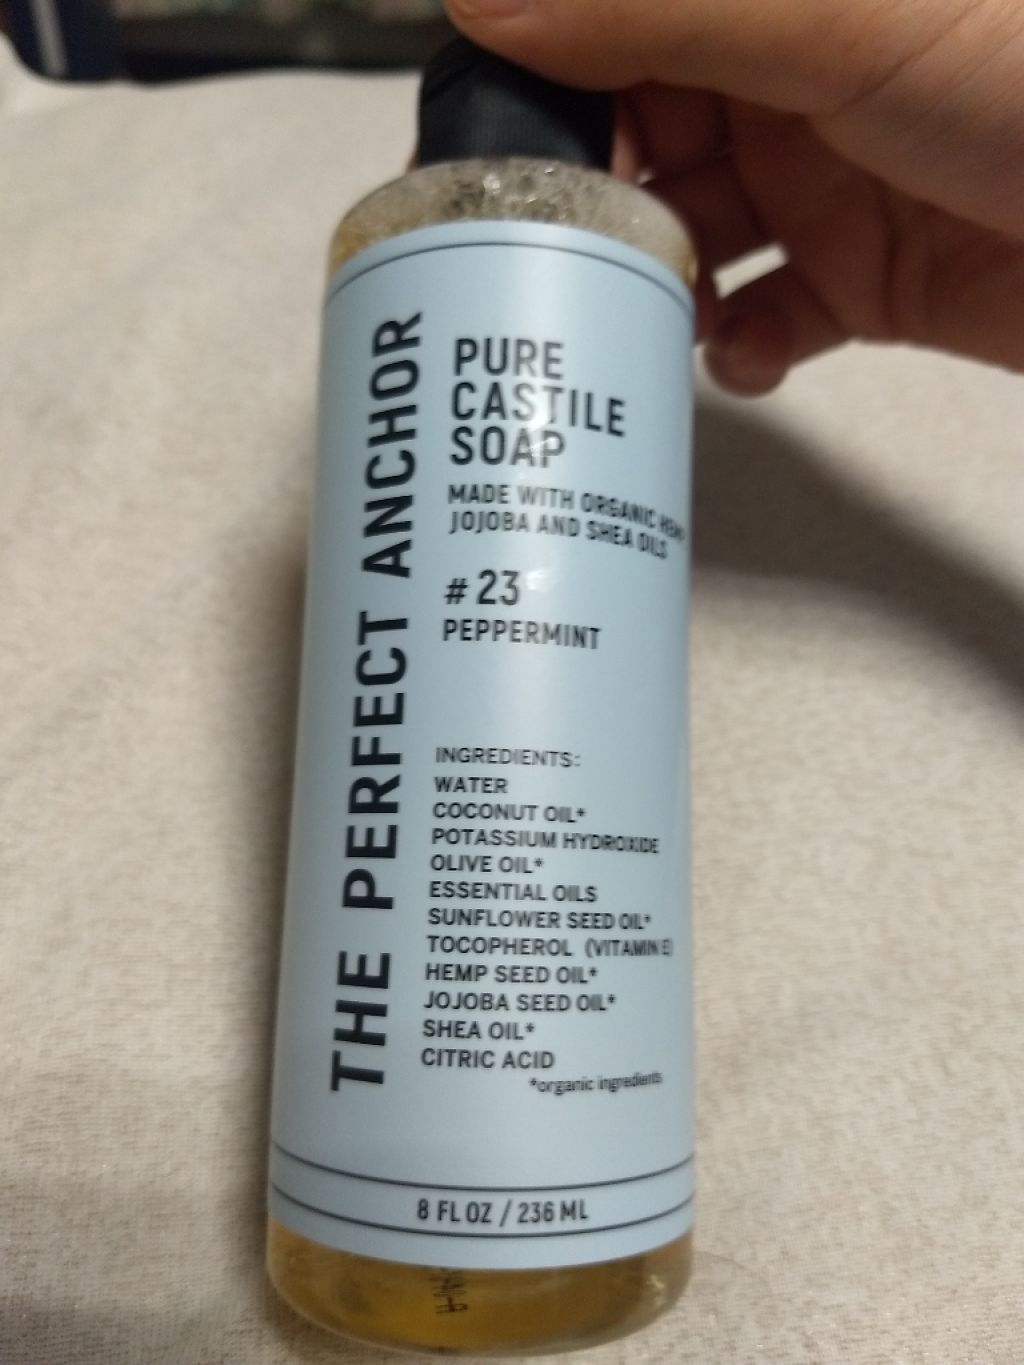 THE PERFECT ANCHOR
PURE
CASTILE
SOAP
MADE WITH ORGANIC HEMP
JOJOBA AND SHEA OILS
# 23
PEPPERMINT
INGREDIENTS:
WATER
COCONUT OIL*
POTASSIUM HYDROXIDE
OLIVE OIL*
ESSENTIAL OILS
SUNFLOWER SEED OIL*
TOCOPHEROL (VITAMIN E)
HEMP SEED OIL*
JOJOBA SEED OIL*
SHEA OIL*
CITRIC ACID
*organic ingredients
8 FL OZ / 236 ML